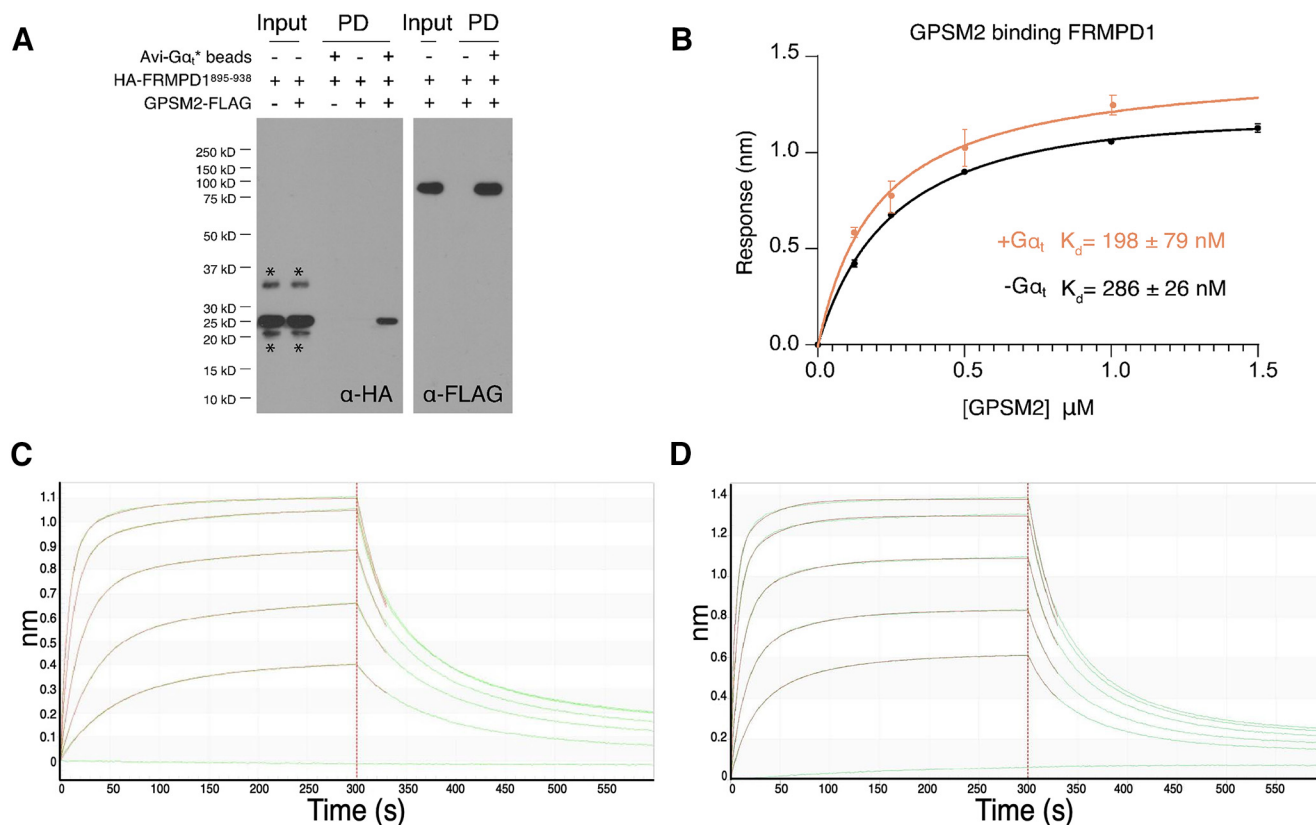 A
Input PD Input PD
Avi-Gαt* beads - - + - + - - +
HA-FRMPD1895-938 + + + + + + + +
GPSM2-FLAG - + - + + + + +
250 kD
150 kD
100 kD
75 kD
50 kD
37 kD
* *
30 kD
25 kD
20 kD
* *
15 kD
10 kD
α-HA
α-FLAG
B
GPSM2 binding FRMPD1
Response (nm)
1.5
1.0
0.5
0.0
+Gαt Kd= 198 ± 79 nM
-Gαt Kd= 286 ± 26 nM
0.0 0.5 1.0 1.5
[GPSM2] μM
C
nm
1.1
1.0
0.9
0.8
0.7
0.6
0.5
0.4
0.3
0.2
0.1
0
0 50 100 150 200 250 300 350 400 450 500 550
Time (s)
D
nm
1.4
1.2
1.0
0.8
0.6
0.4
0.2
0
0 50 100 150 200 250 300 350 400 450 500 550
Time (s)